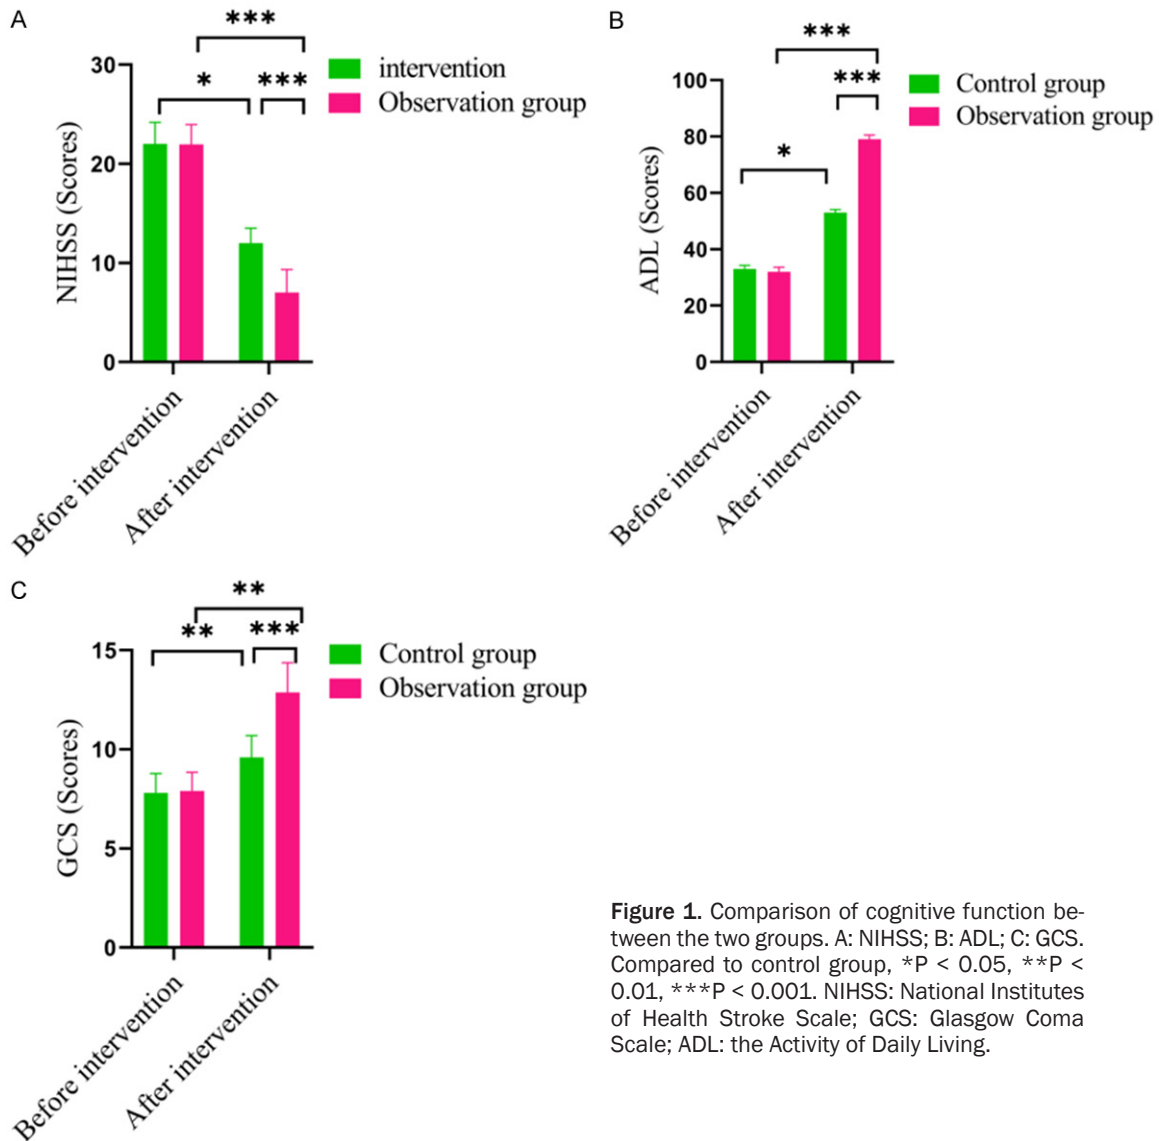 A
***
30
*
***
intervention
Observation group
20
10
0
NIHSS (Scores)
Before intervention
After intervention
B
***
100
***
Control group
Observation group
80
*
60
40
20
0
ADL (Scores)
Before intervention
After intervention
C
**
**
***
15
Control group
Observation group
10
5
0
GCS (Scores)
Before intervention
After intervention
Figure 1. Comparison of cognitive function be-
tween the two groups. A: NIHSS; B: ADL; C: GCS.
Compared to control group, *P < 0.05, **P <
0.01, ***P < 0.001. NIHSS: National Institutes
of Health Stroke Scale; GCS: Glasgow Coma
Scale; ADL: the Activity of Daily Living.